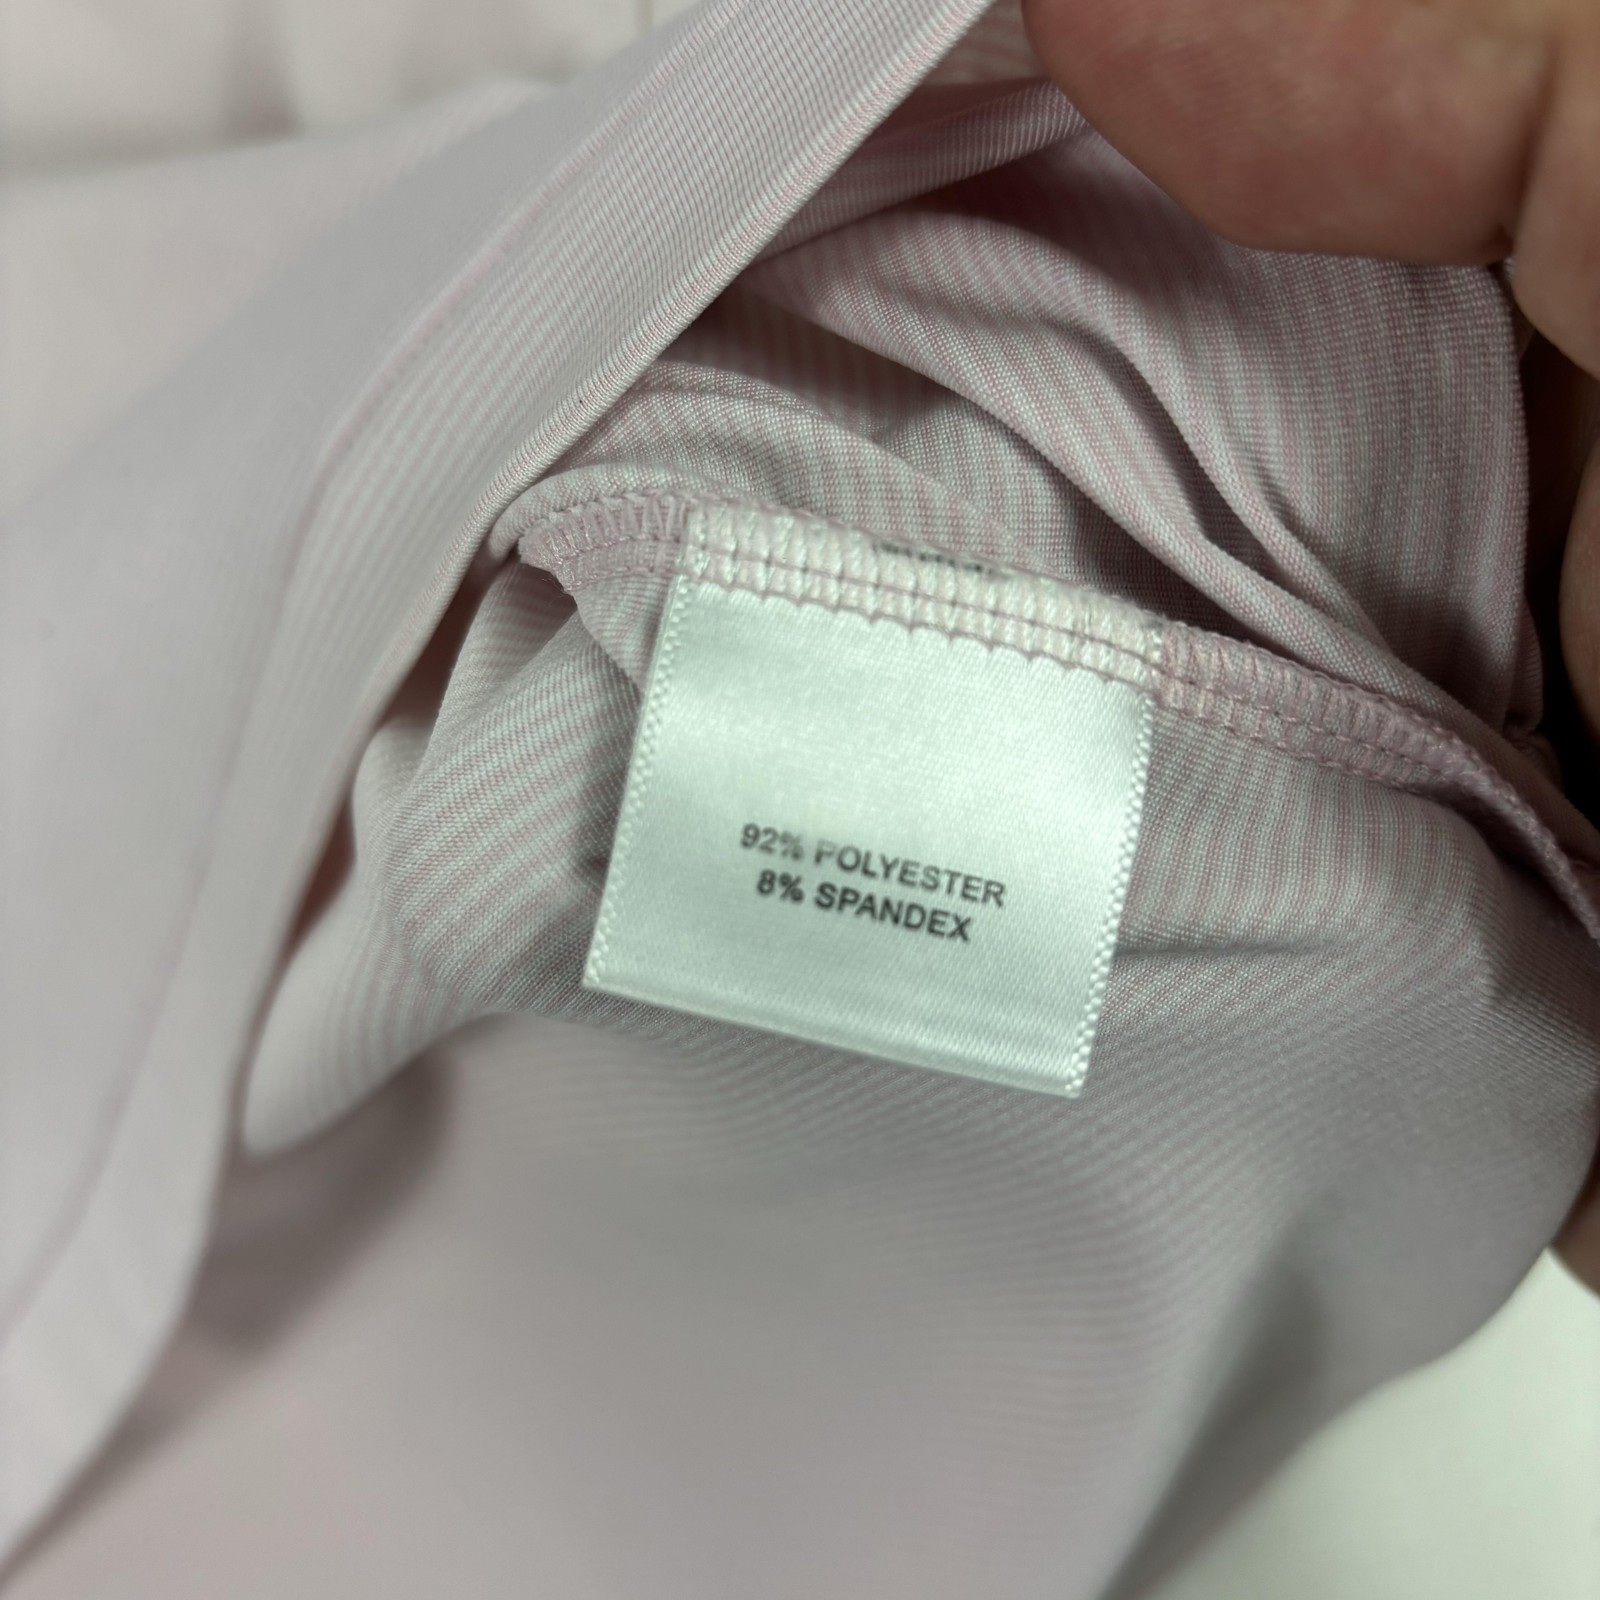 92% POLYESTER
8% SPANDEX